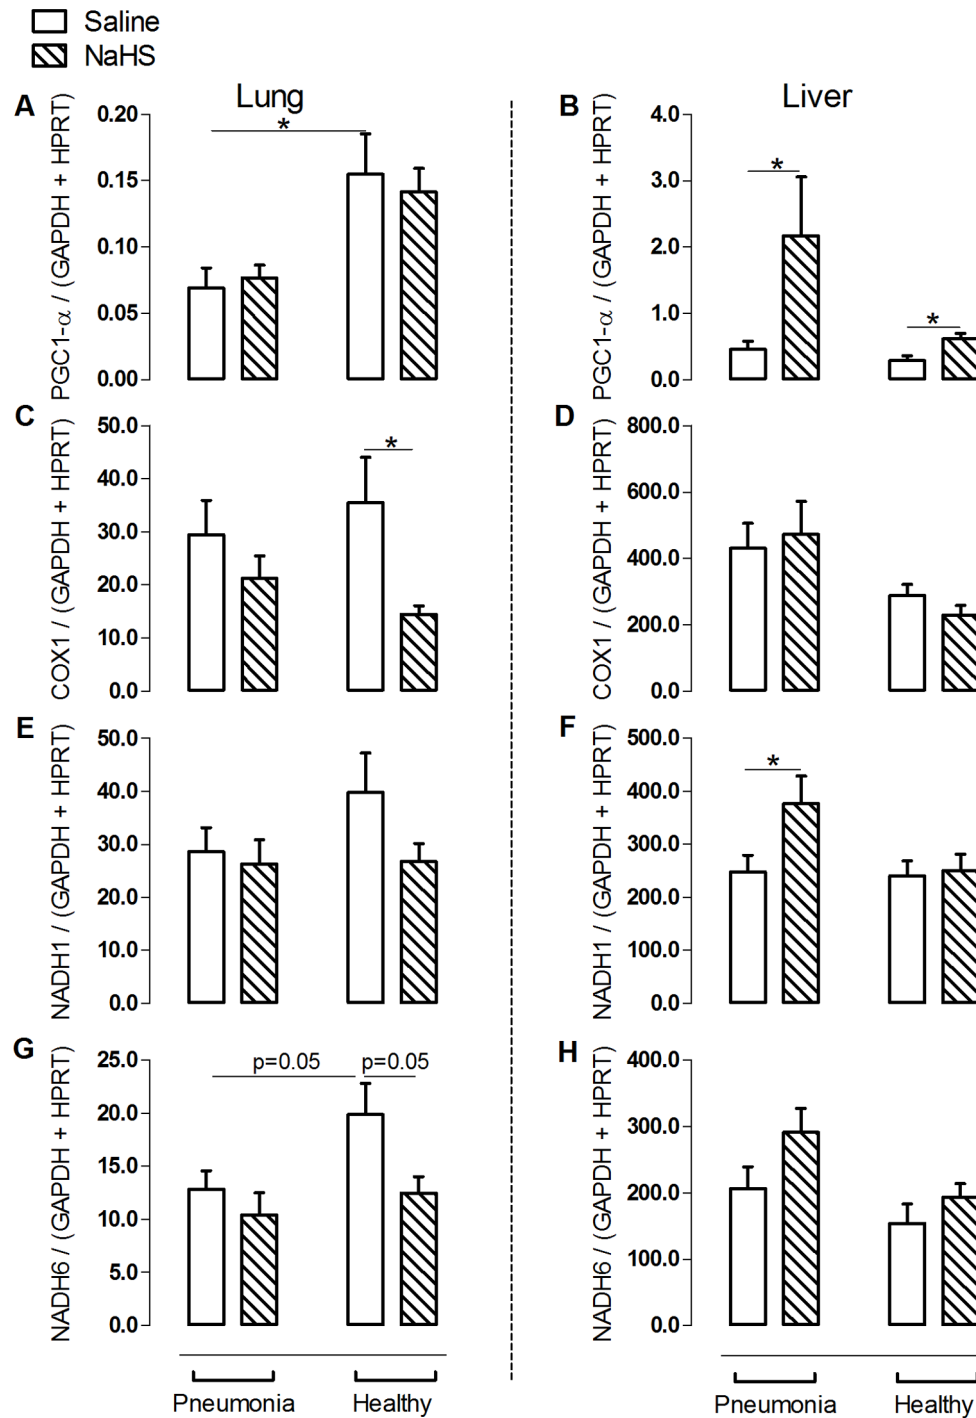 Saline
NaHS
Lung
Liver
A
PGC1-α / (GAPDH + HPRT)
0.20
0.15
0.10
0.05
0.00
*
B
PGC1-α / (GAPDH + HPRT)
4.0
3.0
2.0
1.0
0.0
*
*
C
COX1 / (GAPDH + HPRT)
50.0
40.0
30.0
20.0
10.0
0.0
*
D
COX1 / (GAPDH + HPRT)
800.0
600.0
400.0
200.0
0.0
E
NADH1 / (GAPDH + HPRT)
50.0
40.0
30.0
20.0
10.0
0.0
F
NADH1 / (GAPDH + HPRT)
500.0
400.0
300.0
200.0
100.0
0.0
*
G
NADH6 / (GAPDH + HPRT)
25.0
20.0
15.0
10.0
5.0
0.0
p=0.05 p=0.05
H
NADH6 / (GAPDH + HPRT)
400.0
300.0
200.0
100.0
0.0
Pneumonia Healthy
Pneumonia Healthy